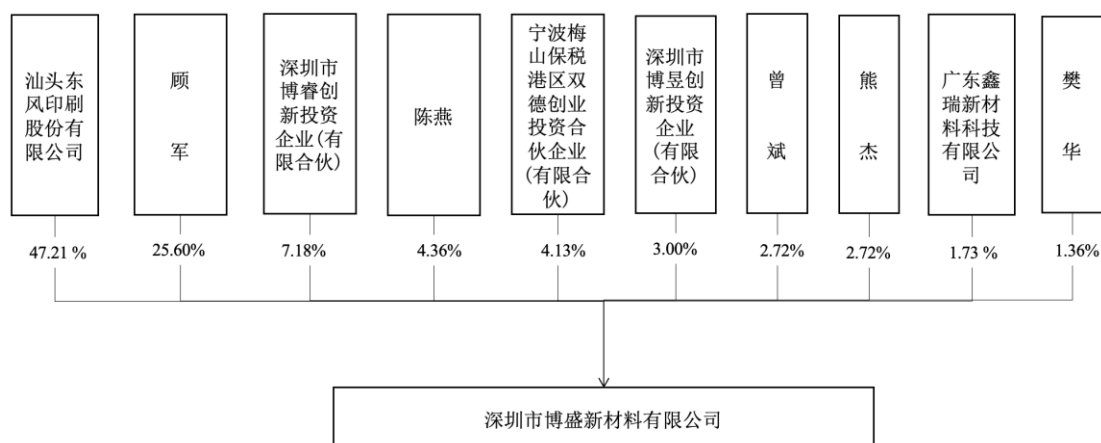 汕头东
风印刷
股份有
限公司
顾
军
深圳市
博睿创
新投资
企业(有
限合伙)
陈燕
宁波梅
山保税
港区双
德创业
投资合
伙企业
(有限合
伙)
深圳市
博昱创
新投资
企业
(有限
合伙)
曾
斌
熊
杰
广东鑫
瑞新材
料科技
有限公
司
樊
华
47.21 %
25.60%
7.18%
4.36%
4.13%
3.00%
2.72%
2.72%
1.73 %
1.36%
深圳市博盛新材料有限公司